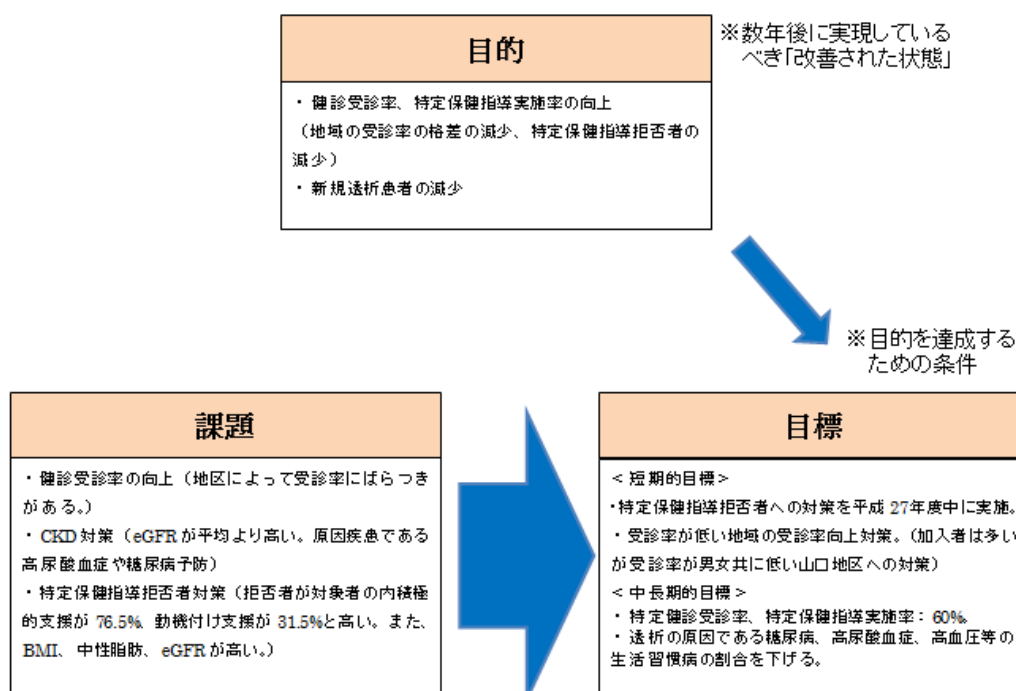 目的
※数年後に実現している
べき「改善された状態」
・ 健診受診率、特定保健指導実施率の向上
（地域の受診率の格差の減少、特定保健指導拒否者の
減少）
・ 新規透析患者の減少
※目的を達成する
ための条件
課題
・ 健診受診率の向上（地区によって受診率にばらつき
がある。）
・ CKD 対策（eGFR が平均より高い。原因疾患である
高尿酸血症や糖尿病予防）
・ 特定保健指導拒否者対策（拒否者が対象者の内積極
的支援が 76.5%、動機付け支援が 31.5%と高い。また、
BMI、中性脂肪、eGFR が高い。）
目標
＜短期的目標＞
・特定保健指導拒否者への対策を平成 27年度中に実施。
・ 受診率が低い地域の受診率向上対策。（加入者は多い
が受診率が男女共に低い山口地区への対策）
＜中長期的目標＞
・ 特定健診受診率、特定保健指導実施率： 60%。
・ 透析の原因である糖尿病、高尿酸血症、高血圧等の
生活習慣病の割合を下げる。